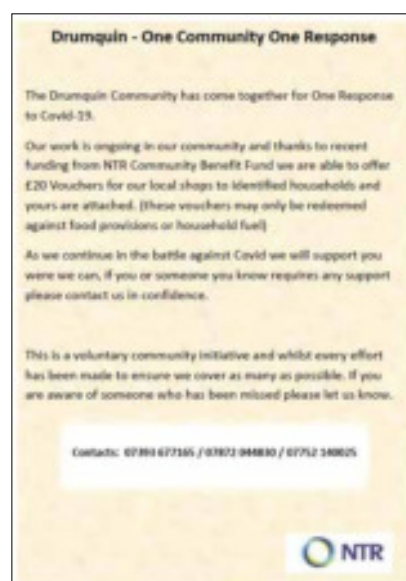 Drumquin - One Community One Response
The Drumquin Community has come together for One Response
to Covid-19.
Our work is ongoing in our community and thanks to recent
funding from NTR Community Benefit Fund we are able to offer
£20 Vouchers for our local shops to identified households and
yours are attached. (these vouchers may only be redeemed
against food provisions or household fuel)
As we continue in the battle against Covid we will support you
were we can, if you or someone you know requires any support
please contact us in confidence.
This is a voluntary community initiative and whilst every effort
has been made to ensure we cover as many as possible. If you
are aware of someone who has been missed please let us know.
Contacts: 07393 677165 / 07872 044830 / 07752 140025
NTR